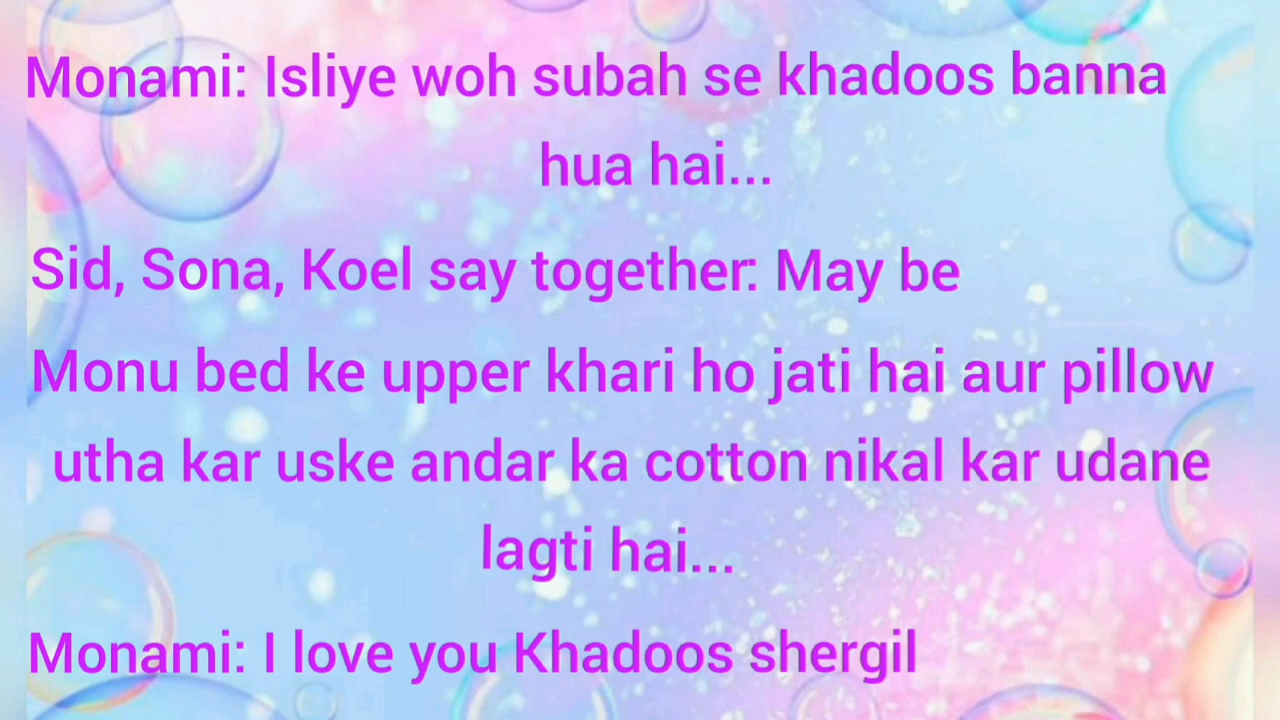 Monami: Isliye woh subah se khadoos banna
hua hai...
Sid, Sona, Koel say together: May be
Monu bed ke upper khari ho jati hai aur pillow
utha kar uske andar ka cotton nikal kar udane
lagti hai...
Monami: I love you Khadoos shergil